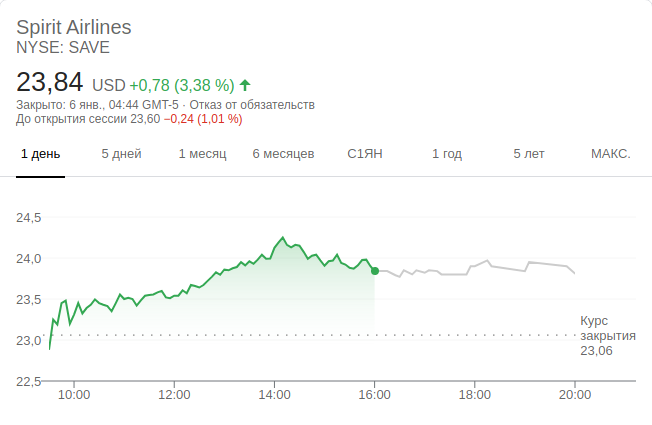 Spirit Airlines
NYSE: SAVE
23,84 USD +0,78 (3,38 %)
Закрыто: 6 янв., 04:44 GMT-5 · Отказ от обязательств
До открытия сессии 23,60 −0,24 (1,01 %)
1 день 5 дней 1 месяц 6 месяцев С1ЯН 1 год 5 лет МАКС.
24,5
24,0
23,5
Курс
закрытия
23,06
23,0
22,5
10:00 12:00 14:00 16:00 18:00 20:00